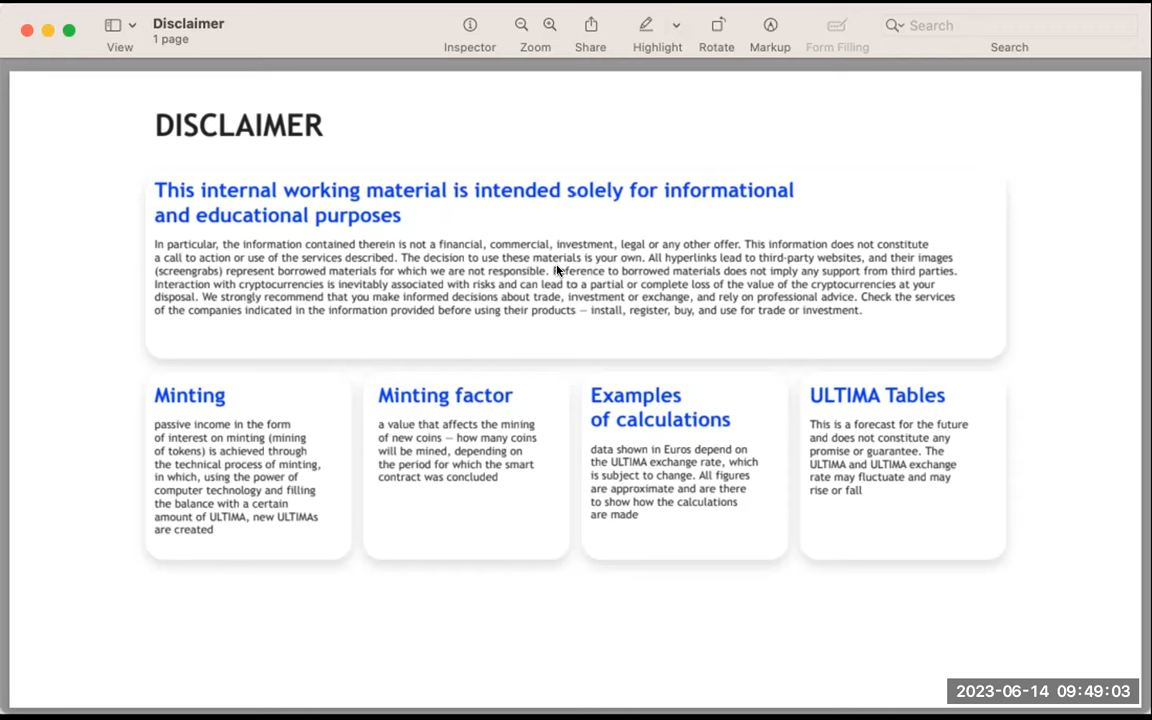 Disclaimer
1 page
View
Inspector
Zoom
Share
Highlight
Rotate
Markup
Form Filling
Search
Search
DISCLAIMER
This internal working material is intended solely for informational
and educational purposes
In particular, the information contained therein is not a financial, commercial, investment, legal or any other offer. This information does not constitute
a call to action or use of the services described. The decision to use these materials is your own. All hyperlinks lead to third-party websites, and their images
(screengrabs) represent borrowed materials for which we are not responsible. Reference to borrowed materials does not imply any support from third parties.
Interaction with cryptocurrencies is inevitably associated with risks and can lead to a partial or complete loss of the value of the cryptocurrencies at your
disposal. We strongly recommend that you make informed decisions about trade, investment or exchange, and rely on professional advice. Check the services
of the companies indicated in the information provided before using their products — install, register, buy, and use for trade or investment.
Minting
passive income in the form
of interest on minting (mining
of tokens) is achieved through
the technical process of minting,
in which, using the power of
computer technology and filling
the balance with a certain
amount of ULTIMA, new ULTIMAs
are created
Minting factor
a value that affects the mining
of new coins — how many coins
will be mined, depending on
the period for which the smart
contract was concluded
Examples
of calculations
data shown in Euros depend on
the ULTIMA exchange rate, which
is subject to change. All figures
are approximate and are there
to show how the calculations
are made
ULTIMA Tables
This is a forecast for the future
and does not constitute any
promise or guarantee. The
ULTIMA and ULTIMA exchange
rate may fluctuate and may
rise or fall
2023-06-14 09:49:03